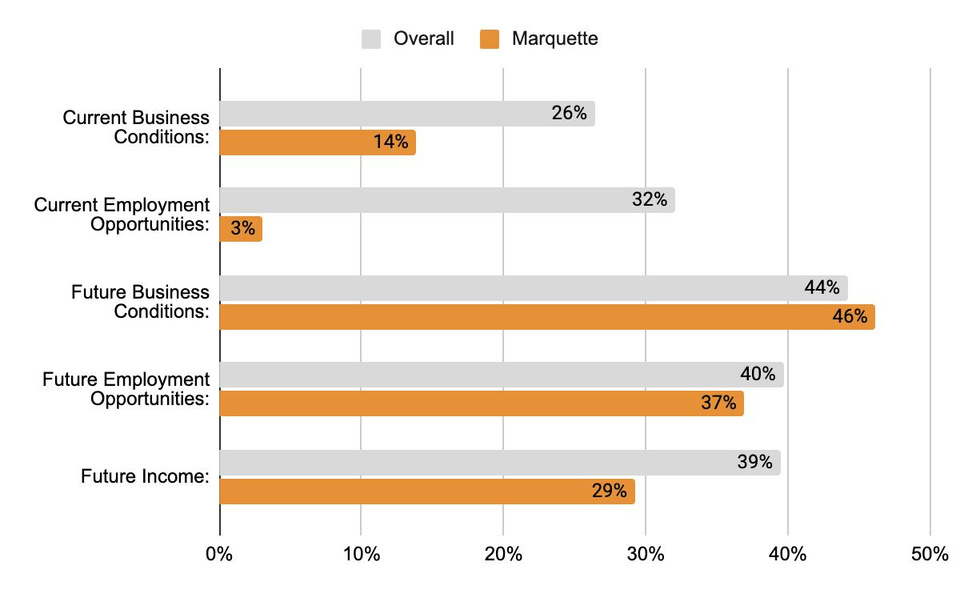 Overall Marquette
Current Business
Conditions:
26%
14%
Current Employment
Opportunities:
32%
3%
Future Business
Conditions:
44%
46%
Future Employment
Opportunities:
40%
37%
Future Income:
39%
29%
0% 10% 20% 30% 40% 50%